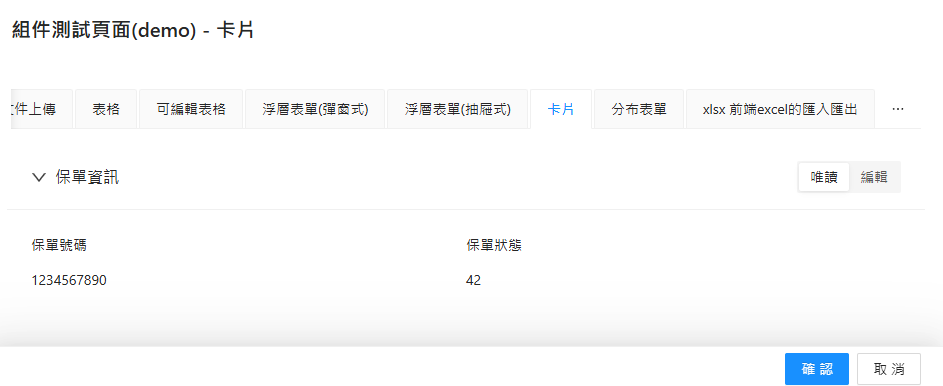 組件測試頁面(demo) - 卡片
件上傳 表格 可編輯表格 浮層表單(彈窗式) 浮層表單(抽屜式) 卡片 分布表單 xlsx 前端excel的匯入匯出 ···
保單資訊 唯讀 編輯
保單號碼 保單狀態
1234567890 42
確 認 取 消